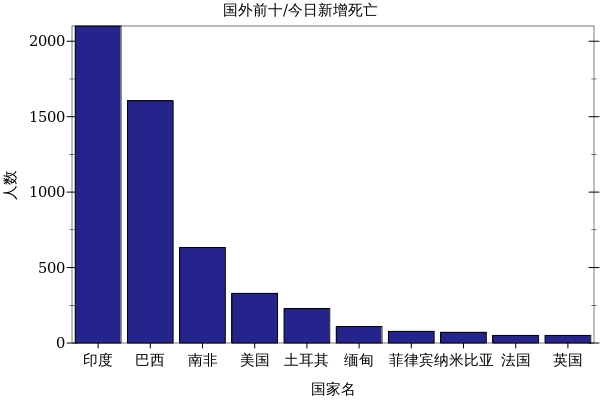 国外前十/今日新增死亡
人数
2000
1500
1000
500
0
印度 巴西 南非 美国 土耳其 缅甸 菲律宾 纳米比亚 法国 英国
国家名